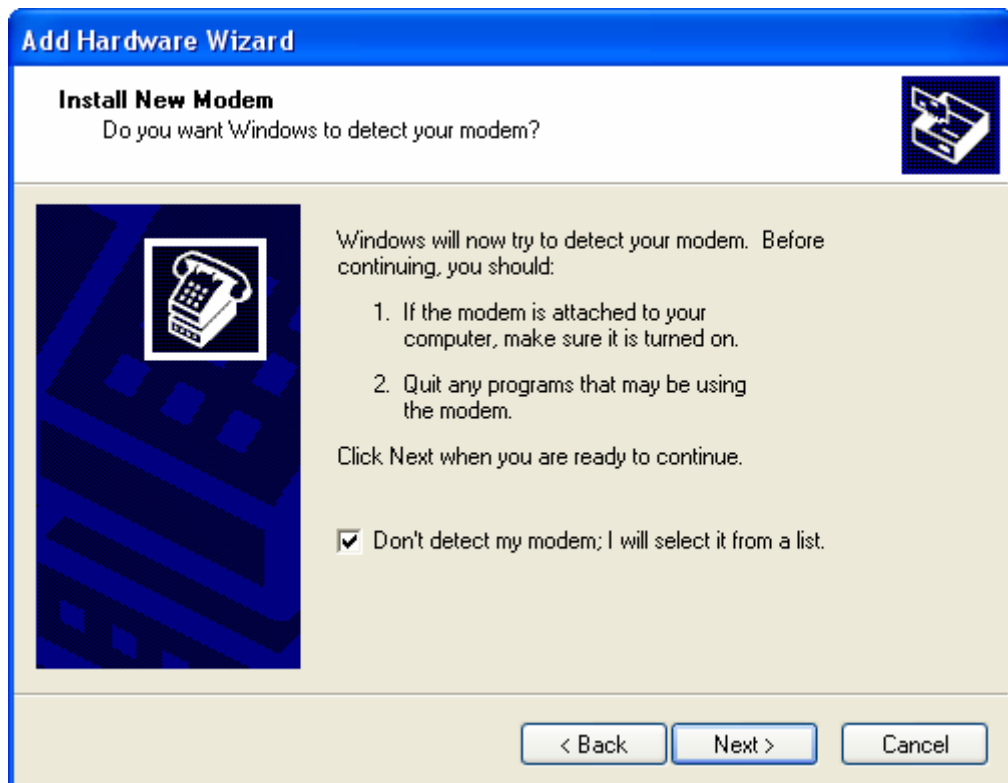 Add Hardware Wizard
Install New Modem
Do you want Windows to detect your modem?
Windows will now try to detect your modem.  Before
continuing, you should:
1. If the modem is attached to your
computer, make sure it is turned on.
2. Quit any programs that may be using
the modem.
Click Next when you are ready to continue.
Don't detect my modem; I will select it from a list.
< Back
Next >
Cancel